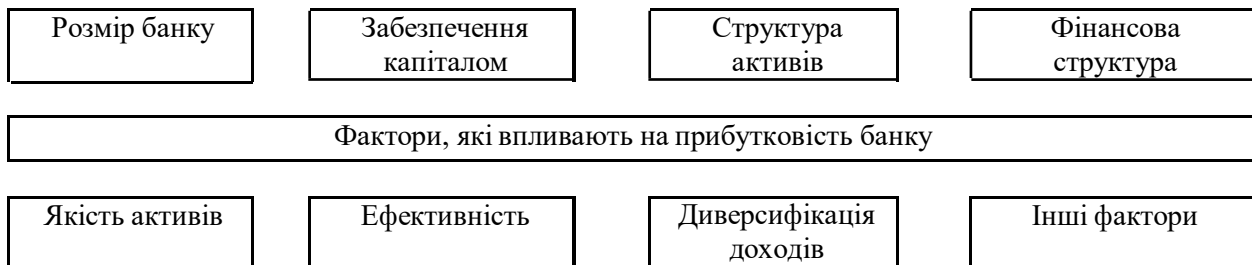 Розмір банку
Забезпечення
капіталом
Структура
активів
Фінансова
структура
Фактори, які впливають на прибутковість банку
Якість активів
Ефективність
Диверсифікація
доходів
Інші фактори